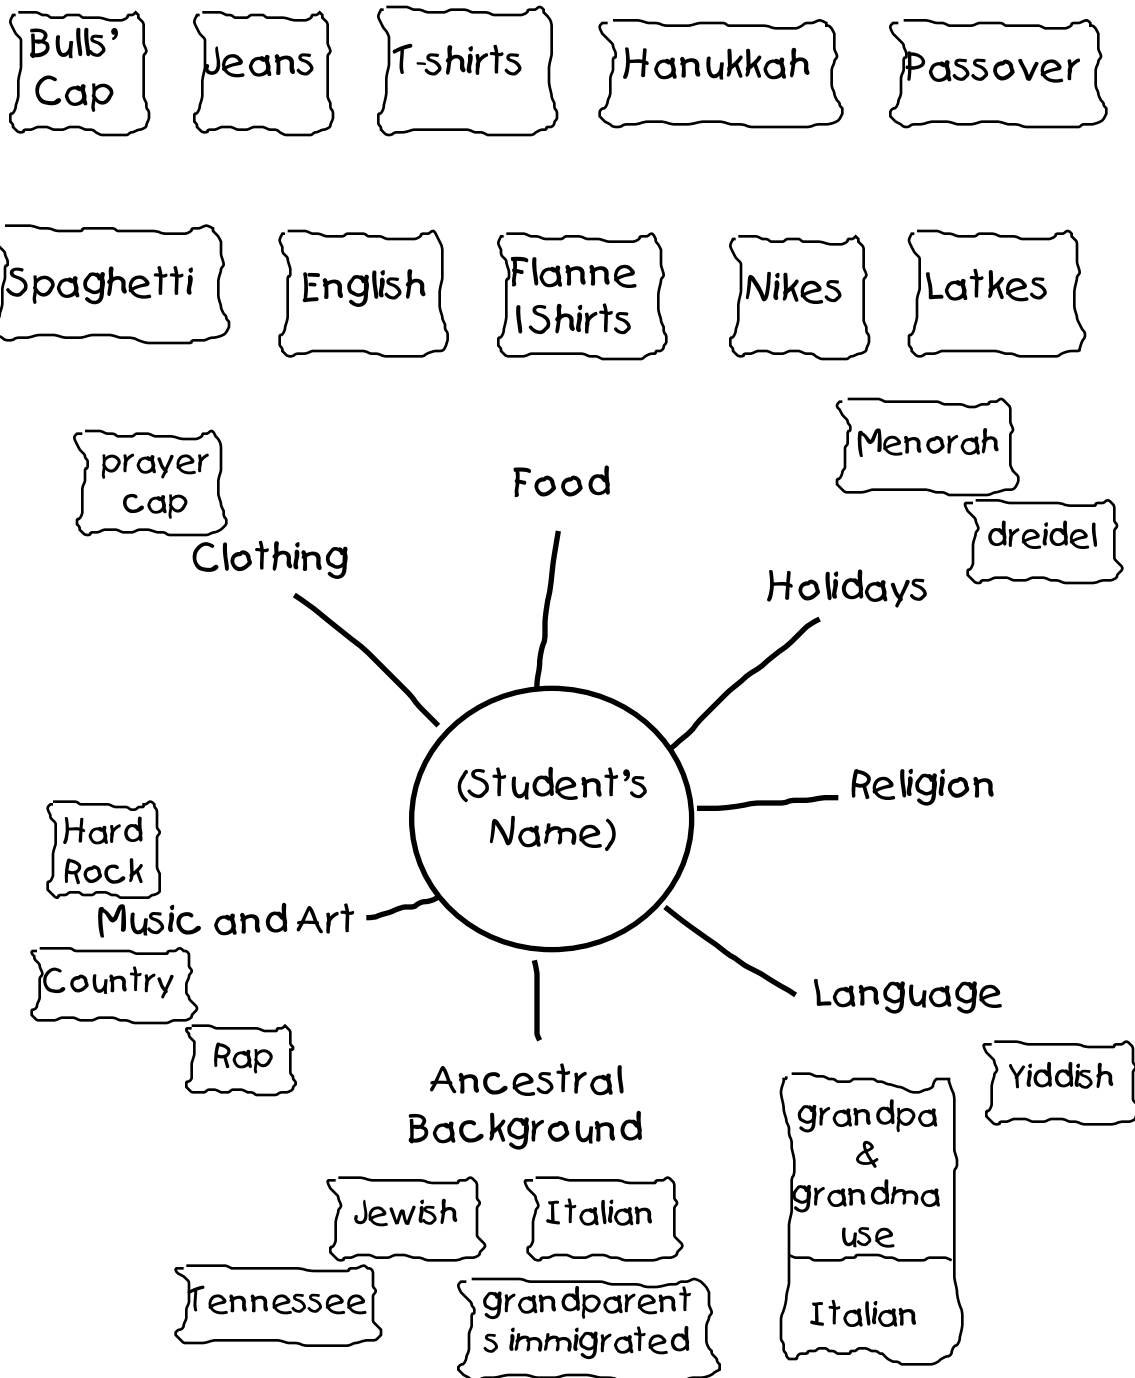 Bulls'
Cap
Jeans
T-shirts
Hanukkah
Passover
Spaghetti
English
Flanne
lShirts
Nikes
Latkes
prayer
cap
Clothing
Food
Menorah
dreidel
Holidays
(Student's
Name)
Religion
Hard
Rock
Music and Art
Country
Rap
Language
Yiddish
grandpa
&
grandma
use
Italian
Ancestral
Background
Jewish
Italian
Tennessee
grandparent
s immigrated